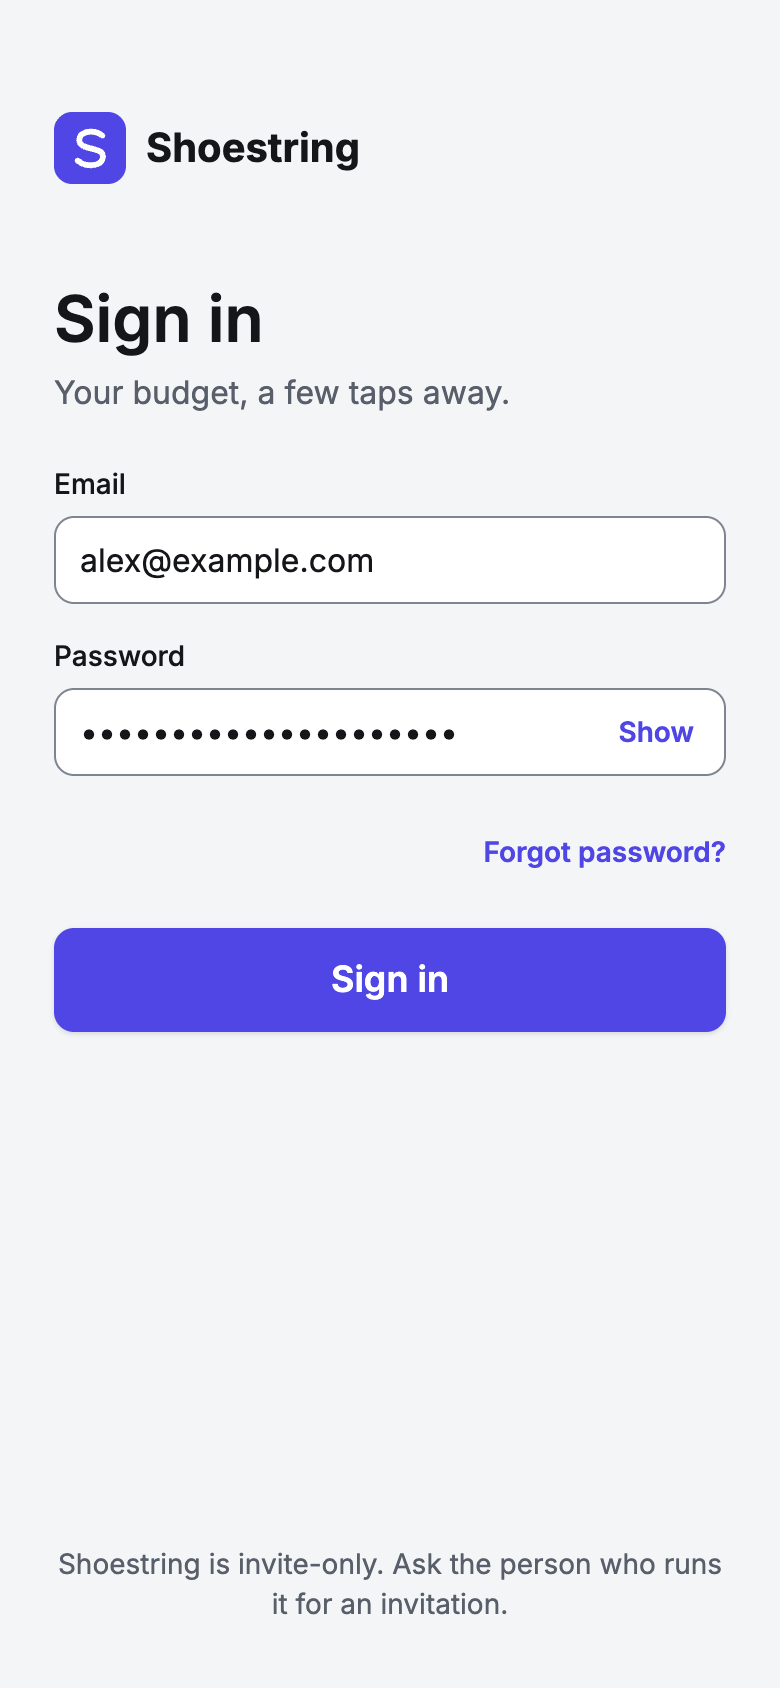 S Shoestring
Sign in
Your budget, a few taps away.
Email
alex@example.com
Password
•••••••••••••••••••••
Show
Forgot password?
Sign in
Shoestring is invite-only. Ask the person who runs
it for an invitation.